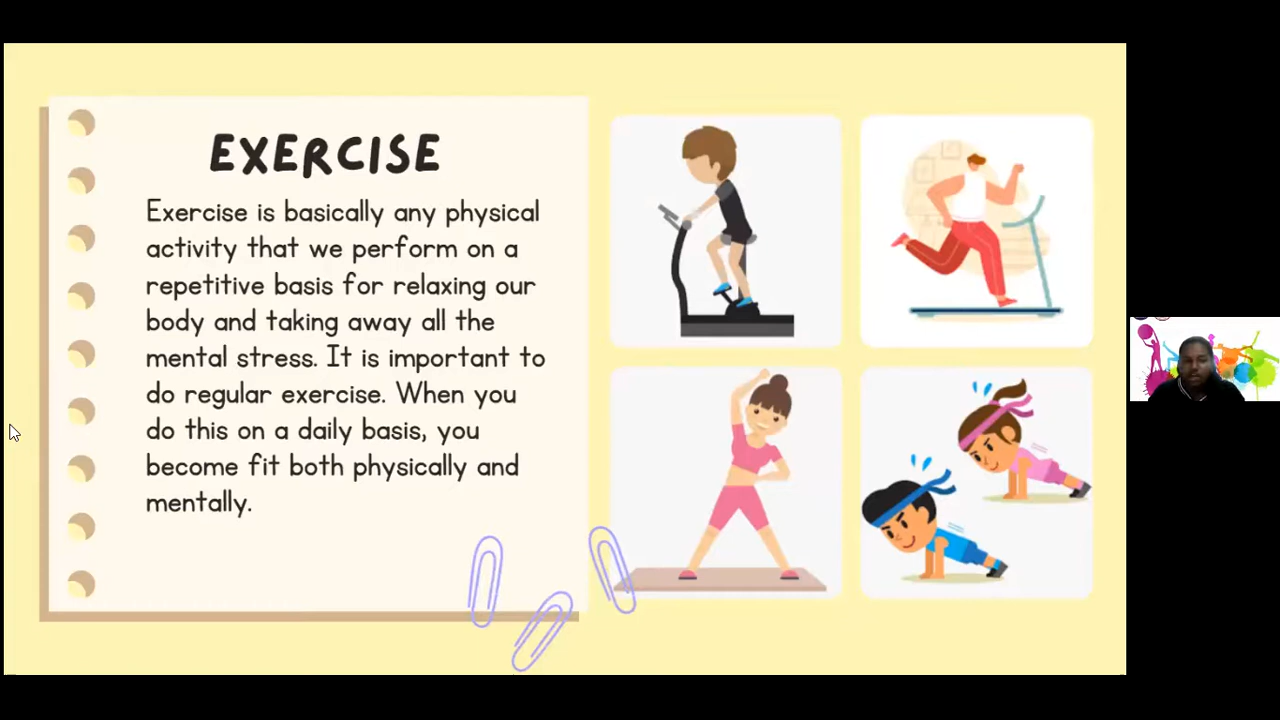 EXERCISE
Exercise is basically any physical
activity that we perform on a
repetitive basis for relaxing our
body and taking away all the
mental stress. It is important to
do regular exercise. When you
do this on a daily basis, you
become fit both physically and
mentally.